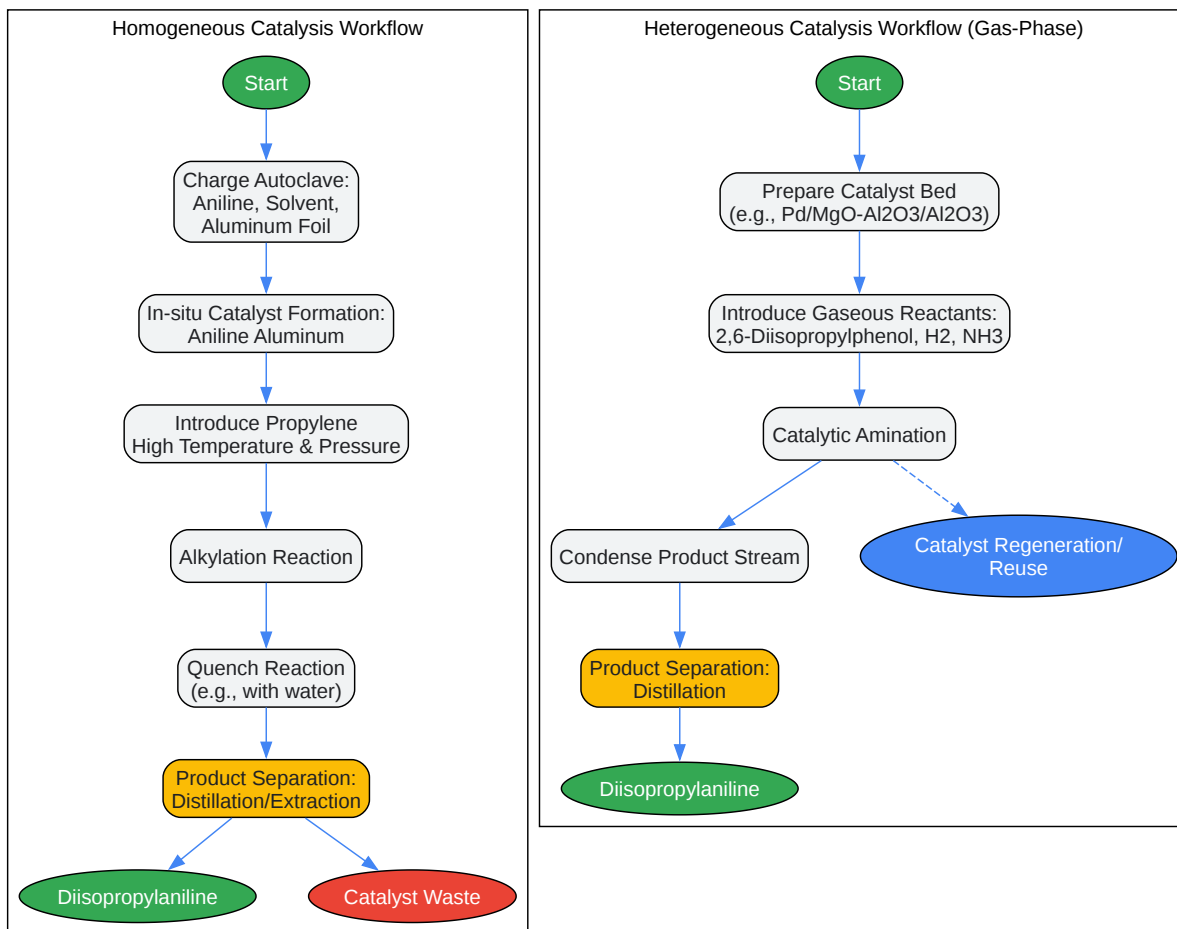 Homogeneous Catalysis Workflow
Start
Charge Autoclave:
Aniline, Solvent,
Aluminum Foil
In-situ Catalyst Formation:
Aniline Aluminum
Introduce Propylene
High Temperature & Pressure
Alkylation Reaction
Quench Reaction
(e.g., with water)
Product Separation:
Distillation/Extraction
Diisopropylaniline
Catalyst Waste
Heterogeneous Catalysis Workflow (Gas-Phase)
Start
Prepare Catalyst Bed
(e.g., Pd/MgO-Al2O3/Al2O3)
Introduce Gaseous Reactants:
2,6-Diisopropylphenol, H2, NH3
Catalytic Amination
Condense Product Stream
Catalyst Regeneration/
Reuse
Product Separation:
Distillation
Diisopropylaniline